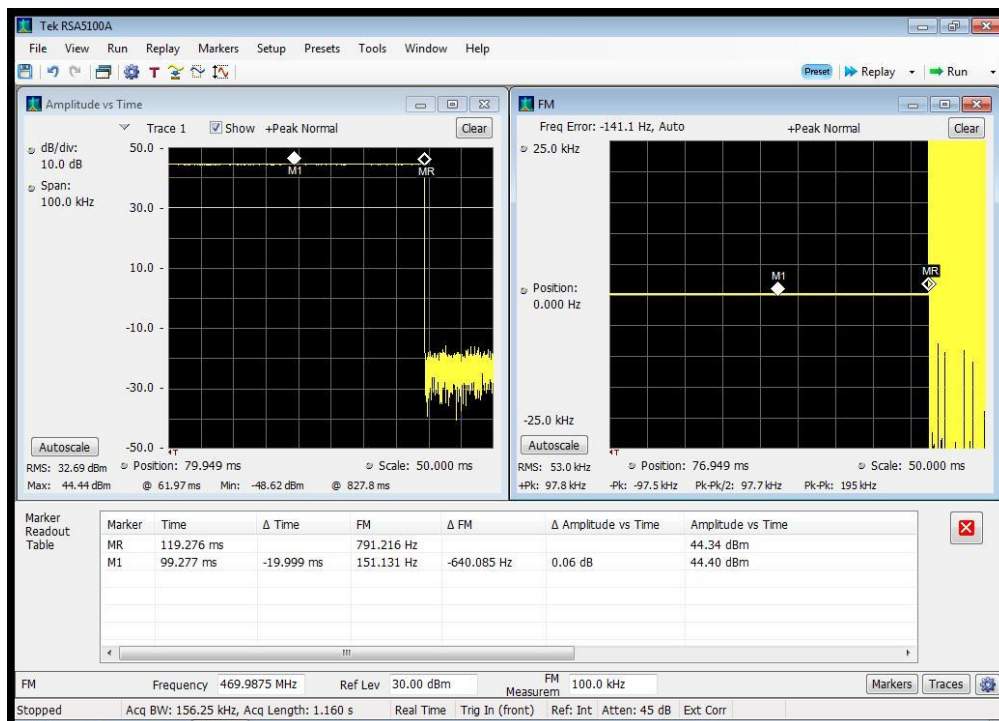 Tek RSA5100A
File View Run Replay Markers Setup Presets Tools Window Help
T Preset Replay Run
Amplitude vs Time
Trace 1 Show +Peak Normal Clear
dB/div:
10.0 dB
Span:
100.0 kHz
50.0
30.0
10.0
-10.0
-30.0
-50.0
M1 MR
T
Autoscale
Position: 79.949 ms Scale: 50.000 ms
RMS: 32.69 dBm
Max: 44.44 dBm @ 61.97 ms Min: -48.62 dBm @ 827.8 ms
FM
Freq Error: -141.1 Hz, Auto +Peak Normal Clear
25.0 kHz
Position:
0.000 Hz
-25.0 kHz
M1 MR
T
Autoscale
RMS: 53.0 kHz Position: 76.949 ms Scale: 50.000 ms
+Pk: 97.8 kHz -Pk: -97.5 kHz Pk-Pk/2: 97.7 kHz Pk-Pk: 195 kHz
Marker
Readout
Table
Marker Time Δ Time FM Δ FM Δ Amplitude vs Time Amplitude vs Time
MR 119.276 ms 791.216 Hz 44.34 dBm
M1 99.277 ms -19.999 ms 151.131 Hz -640.085 Hz 0.06 dB 44.40 dBm
FM Frequency 469.9875 MHz Ref Lev 30.00 dBm FM Measurem 100.0 kHz Markers Traces
Stopped Acq BW: 156.25 kHz, Acq Length: 1.160 s Real Time Trig In (front) Ref: Int Atten: 45 dB Ext Corr